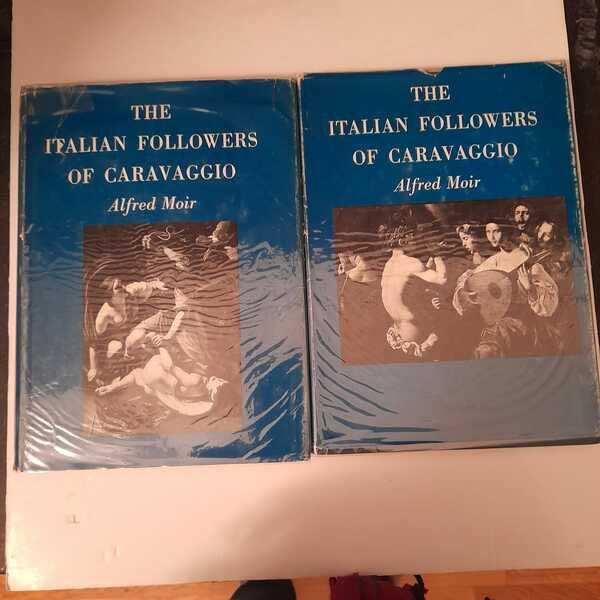 THE
ITALIAN FOLLOWERS
OF CARAVAGGIO
Alfred Moir
THE
ITALIAN FOLLOWERS
OF CARAVAGGIO
Alfred Moir